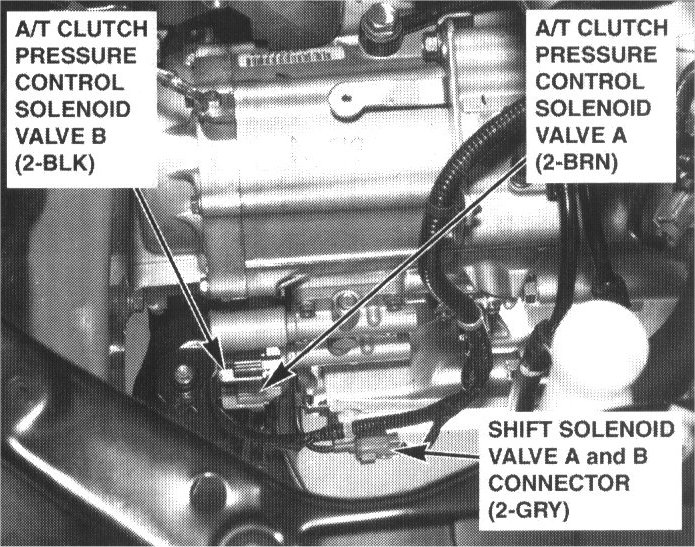 A/T CLUTCH
PRESSURE
CONTROL
SOLENOID
VALVE B
(2-BLK)
A/T CLUTCH
PRESSURE
CONTROL
SOLENOID
VALVE A
(2-BRN)
SHIFT SOLENOID
VALVE A and B
CONNECTOR
(2-GRY)